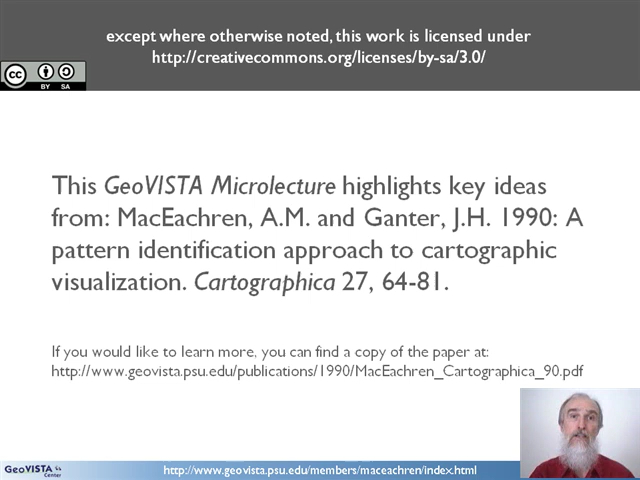 except where otherwise noted, this work is licensed under
http://creativecommons.org/licenses/by-sa/3.0/
cc
BY SA
This GeoVISTA Microlecture highlights key ideas
from: MacEachren, A.M. and Ganter, J.H. 1990: A
pattern identification approach to cartographic
visualization. Cartographica 27, 64-81.
If you would like to learn more, you can find a copy of the paper at:
http://www.geovista.psu.edu/publications/1990/MacEachren_Cartographica_90.pdf
GeoVISTA
Center
http://www.geovista.psu.edu/members/maceachren/index.html